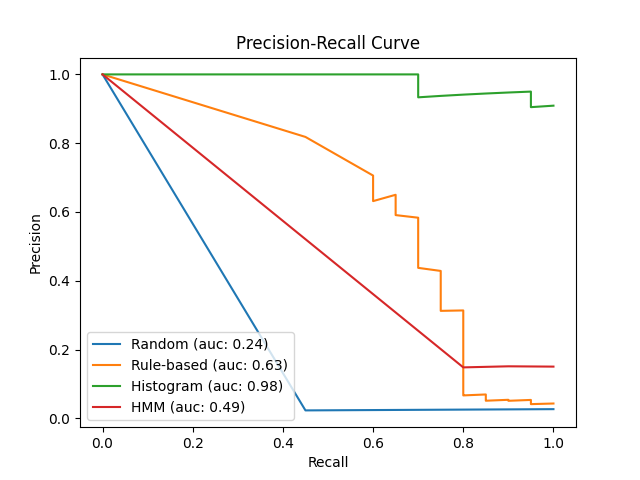 Precision-Recall Curve
Precision
1.0
0.8
0.6
0.4
0.2
0.0
Random (auc: 0.24)
Rule-based (auc: 0.63)
Histogram (auc: 0.98)
HMM (auc: 0.49)
0.0 0.2 0.4 0.6 0.8 1.0
Recall